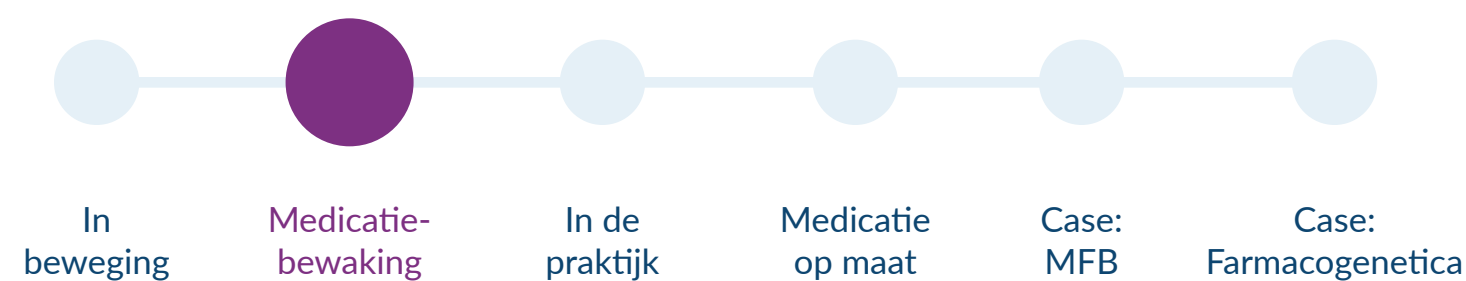 In
beweging
Medicatie-
bewaking
In de
praktijk
Medicatie
op maat
Case:
MFB
Case:
Farmacogenetica